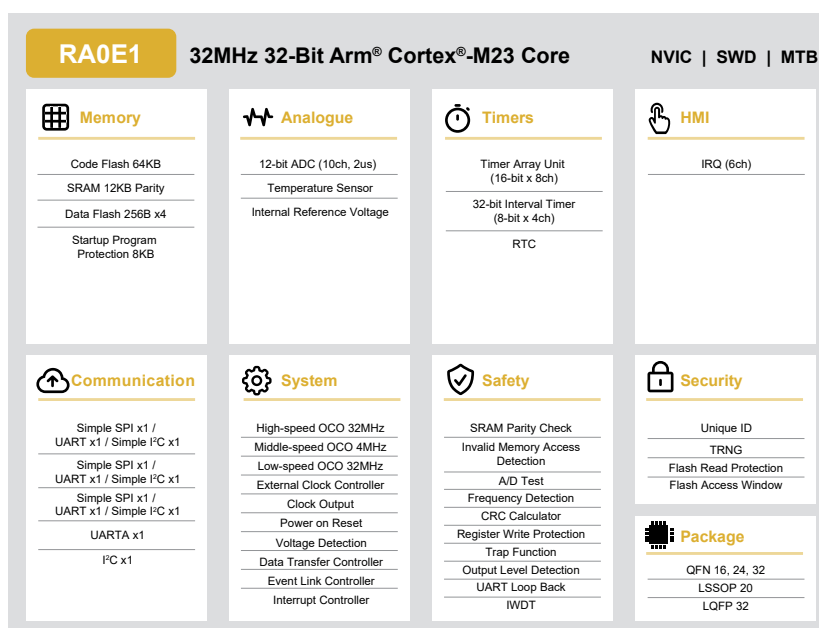 RA0E1
32MHz 32-Bit Arm® Cortex®-M23 Core
NVIC | SWD | MTB
Memory
Code Flash 64KB
SRAM 12KB Parity
Data Flash 256B x4
Startup Program
Protection 8KB
Analogue
12-bit ADC (10ch, 2us)
Temperature Sensor
Internal Reference Voltage
Timers
Timer Array Unit
(16-bit x 8ch)
32-bit Interval Timer
(8-bit x 4ch)
RTC
HMI
IRQ (6ch)
Communication
Simple SPI x1 /
UART x1 / Simple I²C x1
Simple SPI x1 /
UART x1 / Simple I²C x1
Simple SPI x1 /
UART x1 / Simple I²C x1
UARTA x1
I²C x1
System
High-speed OCO 32MHz
Middle-speed OCO 4MHz
Low-speed OCO 32MHz
External Clock Controller
Clock Output
Power on Reset
Voltage Detection
Data Transfer Controller
Event Link Controller
Interrupt Controller
Safety
SRAM Parity Check
Invalid Memory Access
Detection
A/D Test
Frequency Detection
CRC Calculator
Register Write Protection
Trap Function
Output Level Detection
UART Loop Back
IWDT
Security
Unique ID
TRNG
Flash Read Protection
Flash Access Window
Package
QFN 16, 24, 32
LSSOP 20
LQFP 32